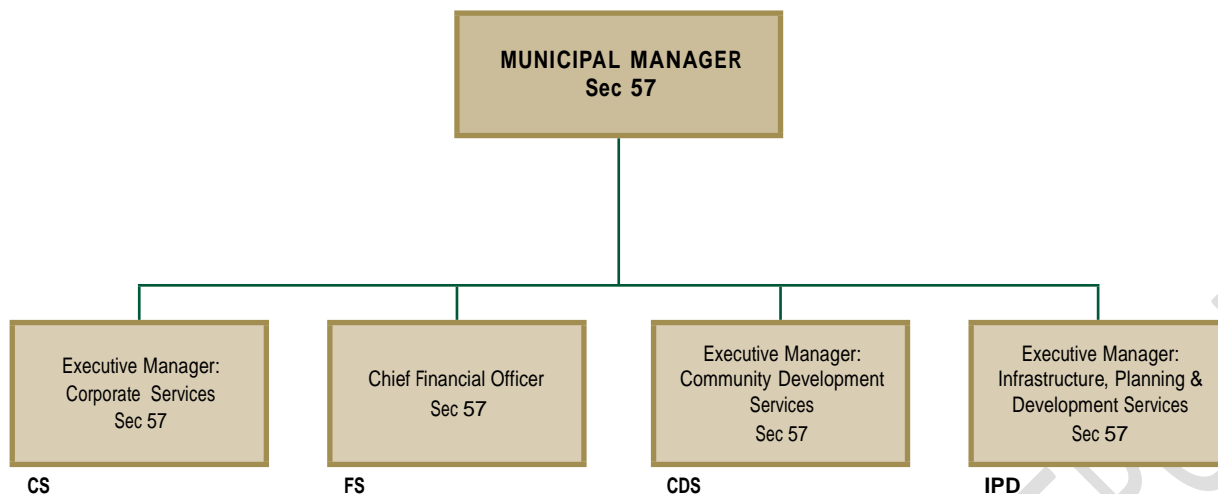 MUNICIPAL MANAGER
Sec 57
Executive Manager:
Corporate Services
Sec 57
Chief Financial Officer
Sec 57
Executive Manager:
Community Development
Services
Sec 57
Executive Manager:
Infrastructure, Planning &
Development Services
Sec 57
CS
FS
CDS
IPD